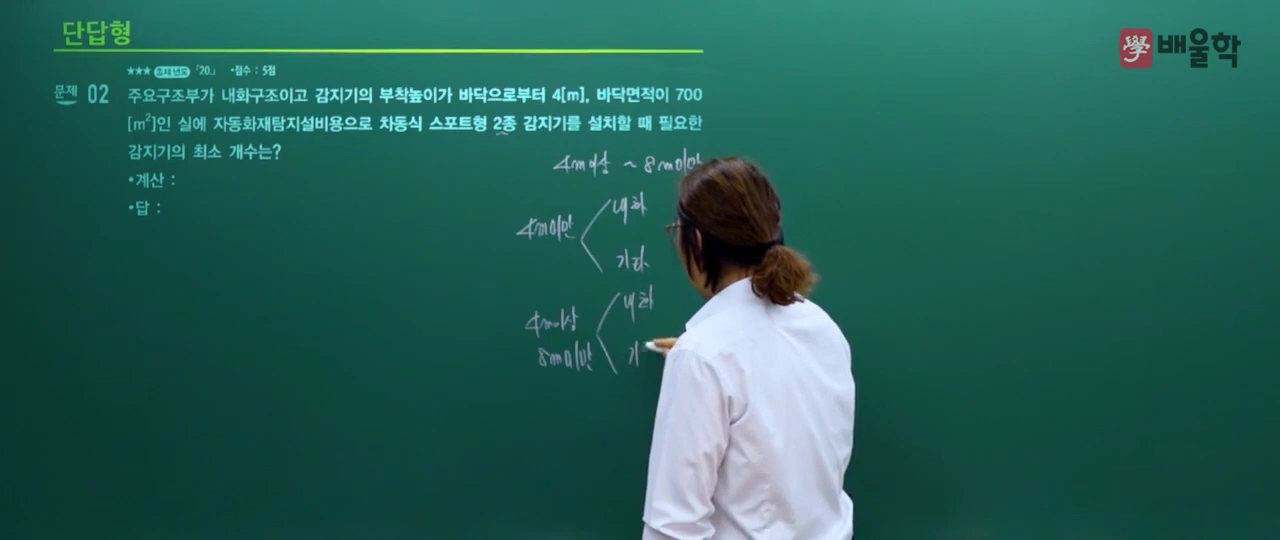 단답형
學 배울학
★★★ 출제년도 「20.」 •점수 : 5점
문제 02 주요구조부가 내화구조이고 감지기의 부착높이가 바닥으로부터 4[m], 바닥면적이 700
[m²]인 실에 자동화재탐지설비용으로 차동식 스포트형 2종 감지기를 설치할 때 필요한
감지기의 최소 개수는?
•계산 :
•답 :
4m이상 ~ 8m미만
4m미만
내화
기타
4m이상
8m미만
내화
기